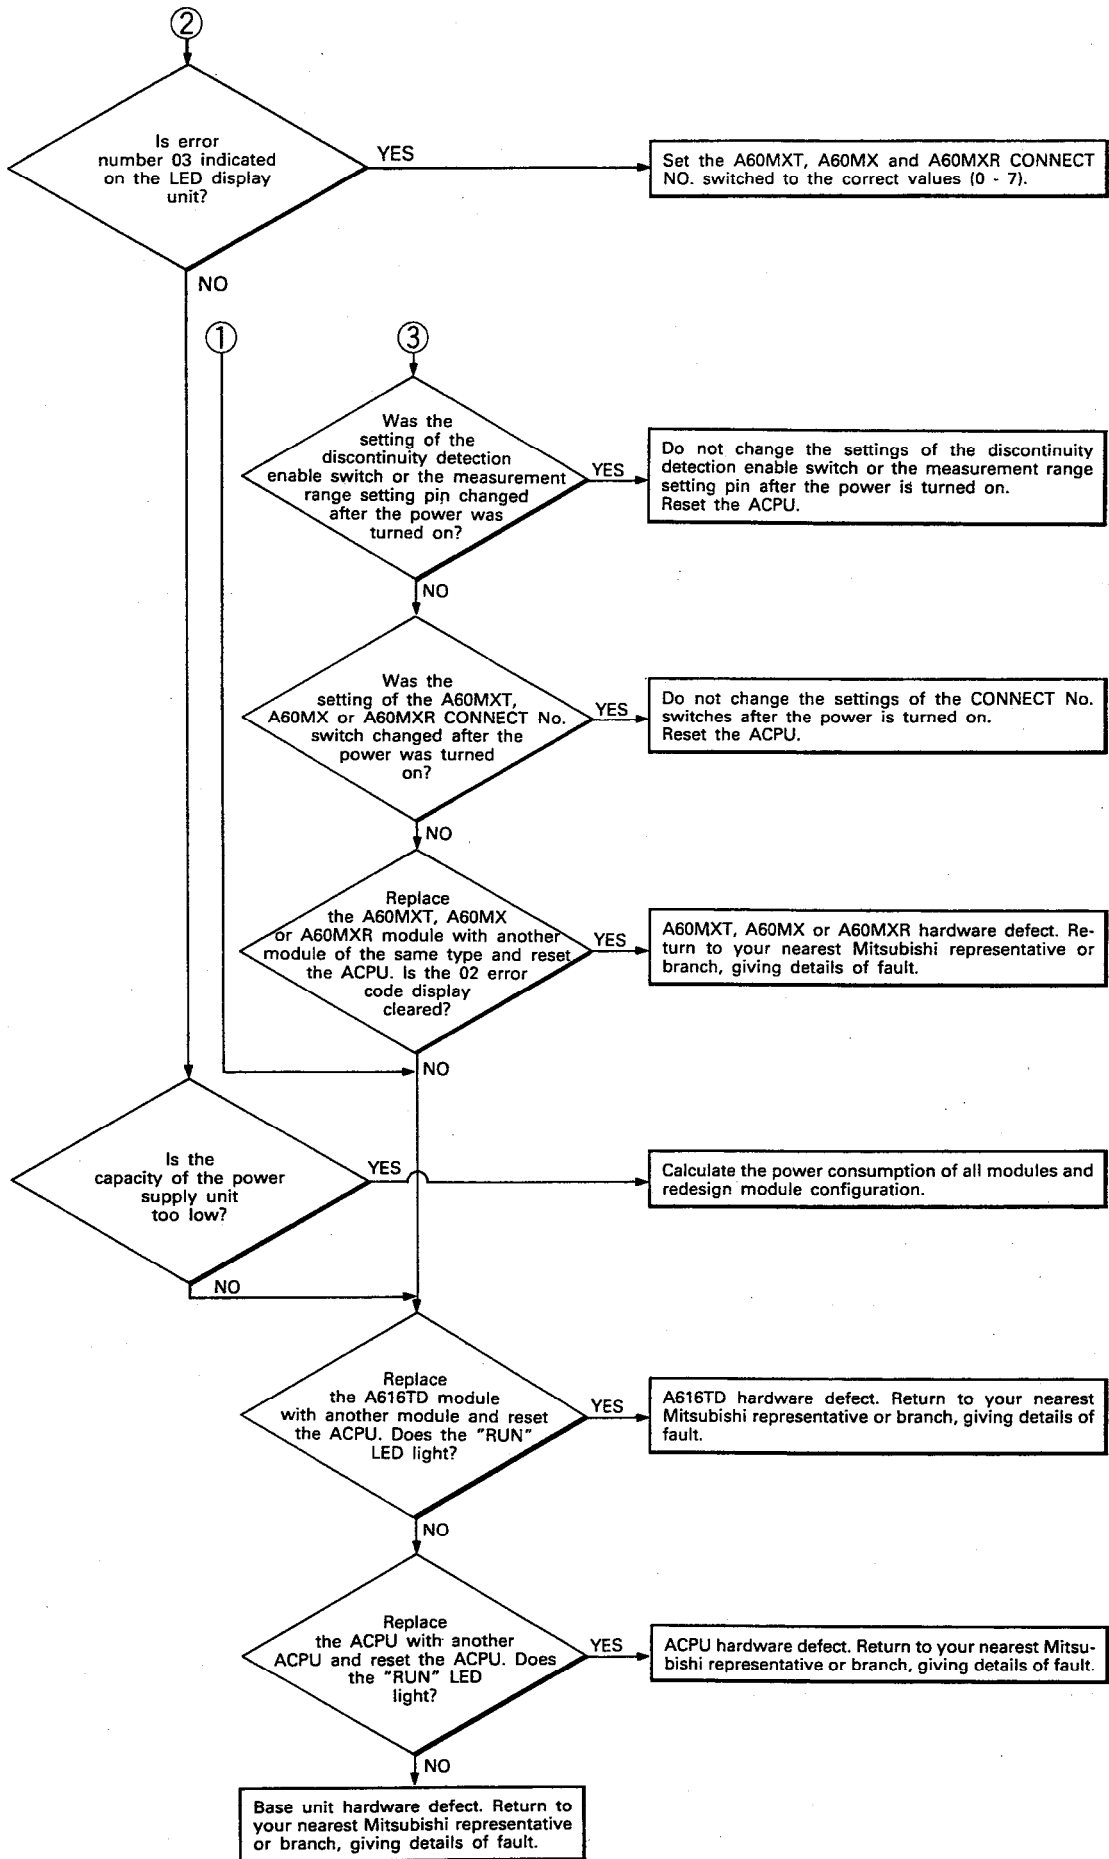 2
Is error
number 03 indicated
on the LED display
unit?
YES
Set the A60MXT, A60MX and A60MXR CONNECT
NO. switched to the correct values (0 - 7).
NO
1
3
Was the
setting of the
discontinuity detection
enable switch or the measurement
range setting pin changed
after the power was
turned on?
YES
Do not change the settings of the discontinuity
detection enable switch or the measurement range
setting pin after the power is turned on.
Reset the ACPU.
NO
Was the
setting of the A60MXT,
A60MX or A60MXR CONNECT No.
switch changed after the
power was turned
on?
YES
Do not change the settings of the CONNECT No.
switches after the power is turned on.
Reset the ACPU.
NO
Replace
the A60MXT, A60MX
or A60MXR module with another
module of the same type and reset
the ACPU. Is the 02 error
code display
cleared?
YES
A60MXT, A60MX or A60MXR hardware defect. Re-
turn to your nearest Mitsubishi representative or
branch, giving details of fault.
NO
Is the
capacity of the power
supply unit
too low?
YES
Calculate the power consumption of all modules and
redesign module configuration.
NO
Replace
the A616TD module
with another module and reset
the ACPU. Does the "RUN"
LED light?
YES
A616TD hardware defect. Return to your nearest
Mitsubishi representative or branch, giving details of
fault.
NO
Replace
the ACPU with another
ACPU and reset the ACPU. Does
the "RUN" LED
light?
YES
ACPU hardware defect. Return to your nearest Mitsu-
bishi representative or branch, giving details of fault.
NO
Base unit hardware defect. Return to
your nearest Mitsubishi representative
or branch, giving details of fault.